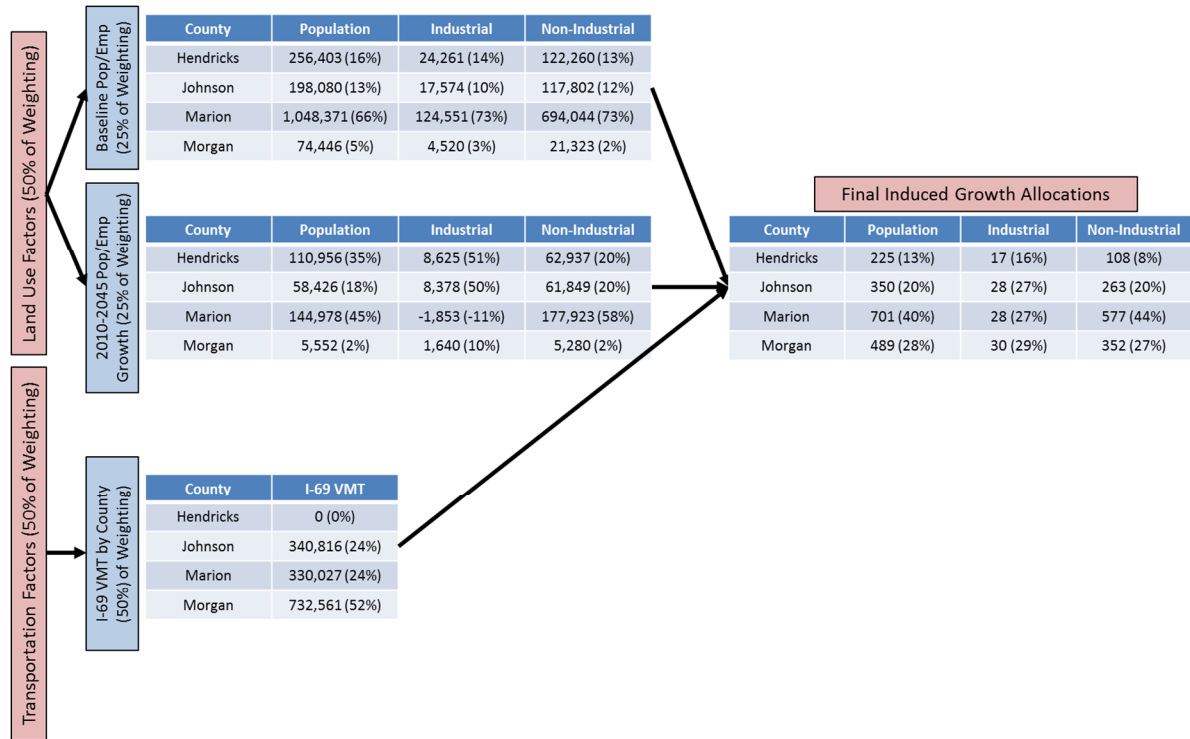 Land Use Factors (50% of Weighting)
Baseline Pop/Emp
(25% of Weighting)
County Population Industrial Non-Industrial
Hendricks 256,403 (16%) 24,261 (14%) 122,260 (13%)
Johnson 198,080 (13%) 17,574 (10%) 117,802 (12%)
Marion 1,048,371 (66%) 124,551 (73%) 694,044 (73%)
Morgan 74,446 (5%) 4,520 (3%) 21,323 (2%)
2010-2045 Pop/Emp
Growth (25% of Weighting)
County Population Industrial Non-Industrial
Hendricks 110,956 (35%) 8,625 (51%) 62,937 (20%)
Johnson 58,426 (18%) 8,378 (50%) 61,849 (20%)
Marion 144,978 (45%) -1,853 (-11%) 177,923 (58%)
Morgan 5,552 (2%) 1,640 (10%) 5,280 (2%)
Transportation Factors (50% of Weighting)
I-69 VMT by County
(50%) of Weighting)
County I-69 VMT
Hendricks 0 (0%)
Johnson 340,816 (24%)
Marion 330,027 (24%)
Morgan 732,561 (52%)
Final Induced Growth Allocations
County Population Industrial Non-Industrial
Hendricks 225 (13%) 17 (16%) 108 (8%)
Johnson 350 (20%) 28 (27%) 263 (20%)
Marion 701 (40%) 28 (27%) 577 (44%)
Morgan 489 (28%) 30 (29%) 352 (27%)